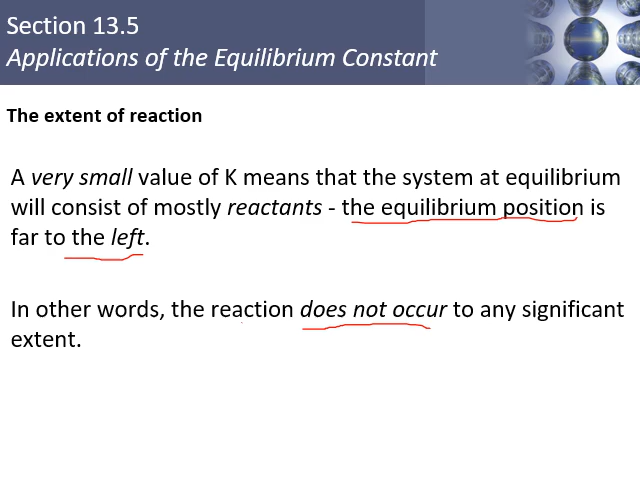 Section 13.5
Applications of the Equilibrium Constant
The extent of reaction
A very small value of K means that the system at equilibrium
will consist of mostly reactants - the equilibrium position is
far to the left.
In other words, the reaction does not occur to any significant
extent.